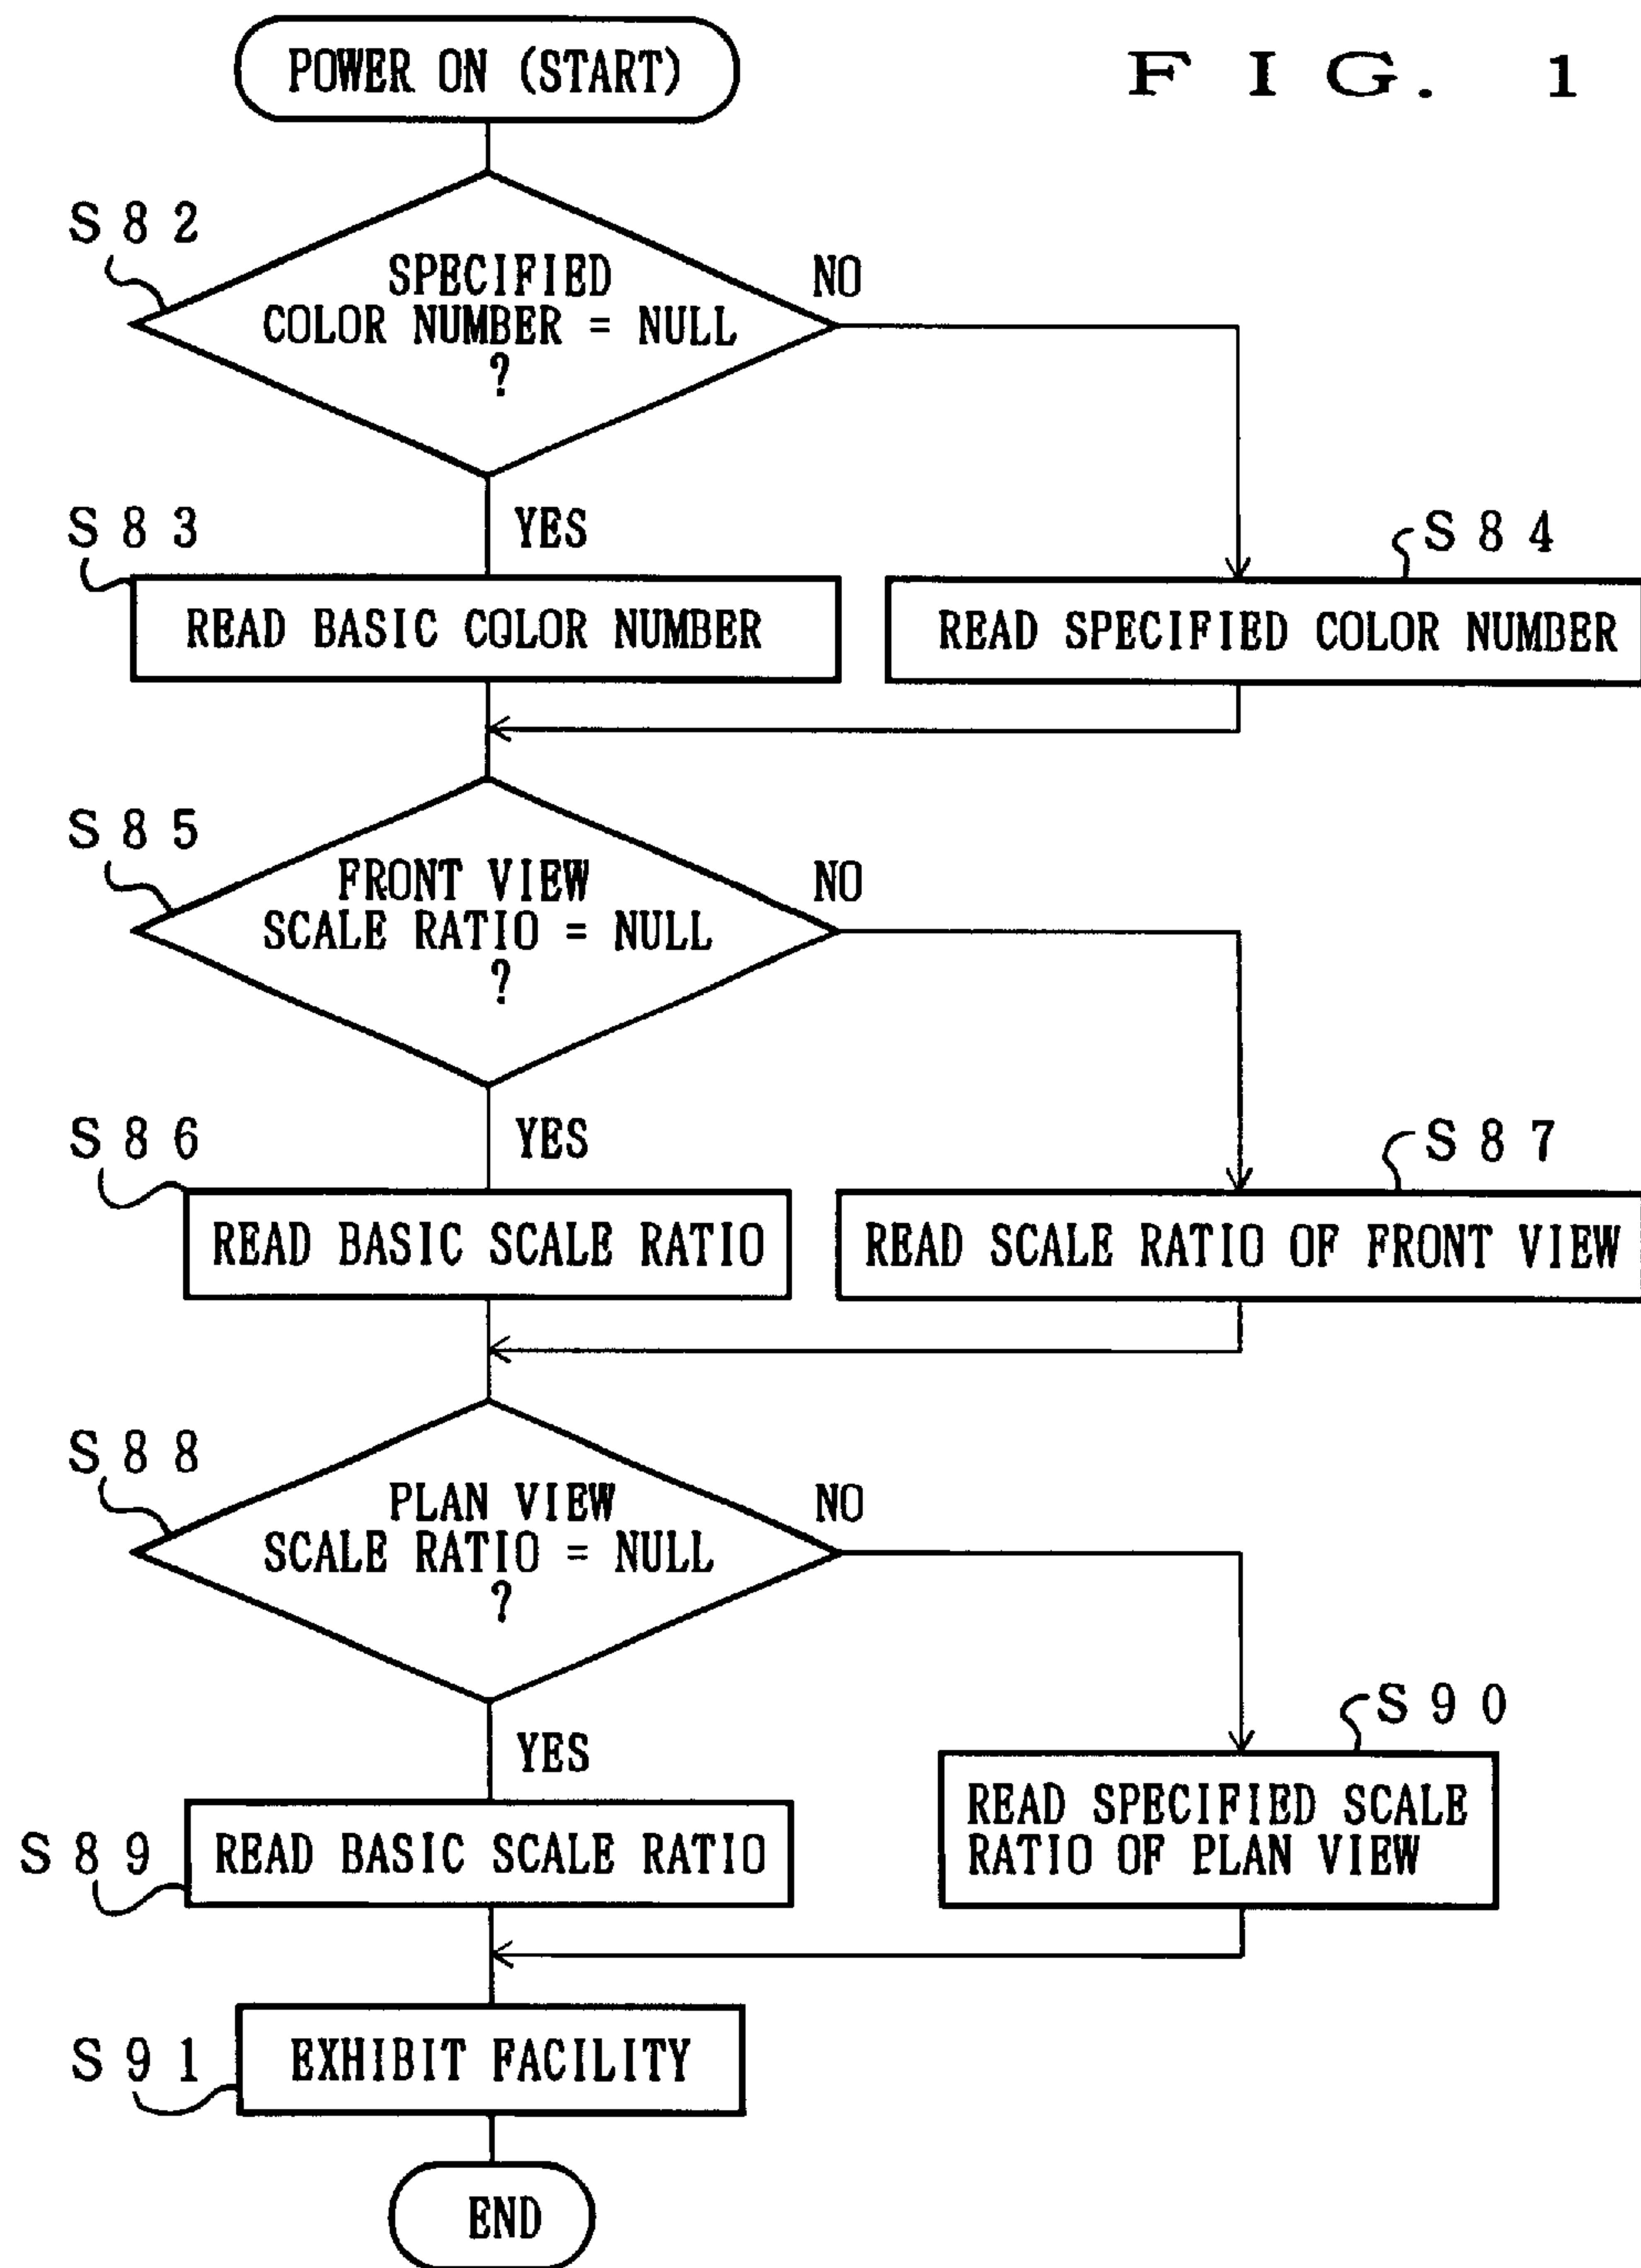 POWER ON (START)
F I G. 1
S 8 2
SPECIFIED
COLOR NUMBER = NULL
?
NO
YES
S 8 3
READ BASIC COLOR NUMBER
S 8 4
READ SPECIFIED COLOR NUMBER
S 8 5
FRONT VIEW
SCALE RATIO = NULL
?
NO
YES
S 8 6
READ BASIC SCALE RATIO
S 8 7
READ SCALE RATIO OF FRONT VIEW
S 8 8
PLAN VIEW
SCALE RATIO = NULL
?
NO
YES
S 8 9
READ BASIC SCALE RATIO
S 9 0
READ SPECIFIED SCALE
RATIO OF PLAN VIEW
S 9 1
EXHIBIT FACILITY
END